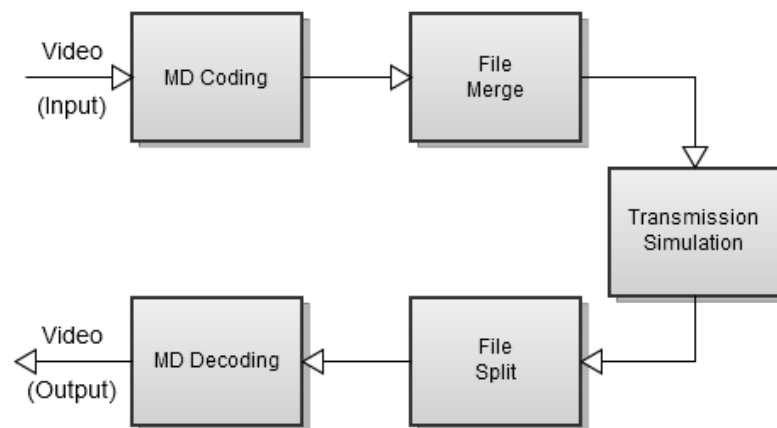 Video
(Input)
MD Coding
File
Merge
Transmission
Simulation
Video
(Output)
MD Decoding
File
Split